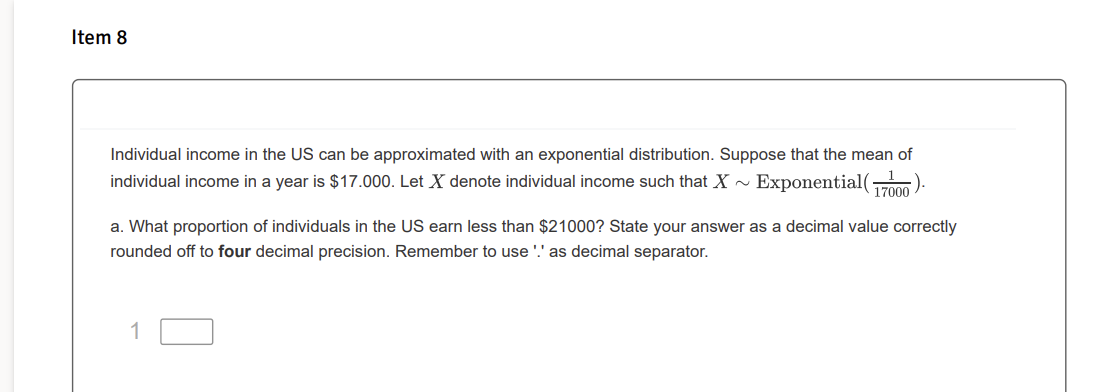 Item 8
Individual income in the US can be approximated with an exponential distribution. Suppose that the mean of
individual income in a year is $17.000. Let X denote individual income such that X ~ Exponential(1/17000).
a. What proportion of individuals in the US earn less than $21000? State your answer as a decimal value correctly
rounded off to four decimal precision. Remember to use '.' as decimal separator.
1